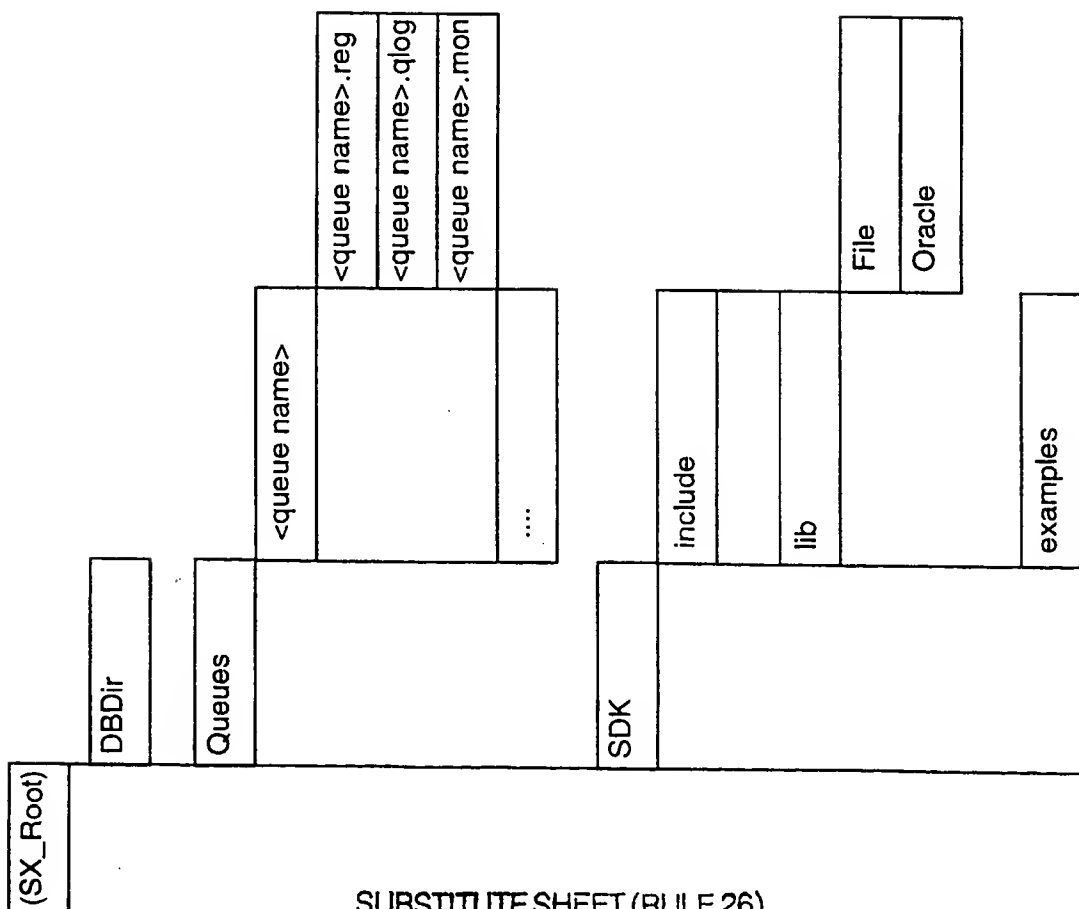 (SX_Root)
DBDir
Queues
<queue name>
<queue name>.reg
<queue name>.qlog
<queue name>.mon
....
SDK
include
lib
File
Oracle
examples
SUBSTITUTE SHEET (RULE 26)